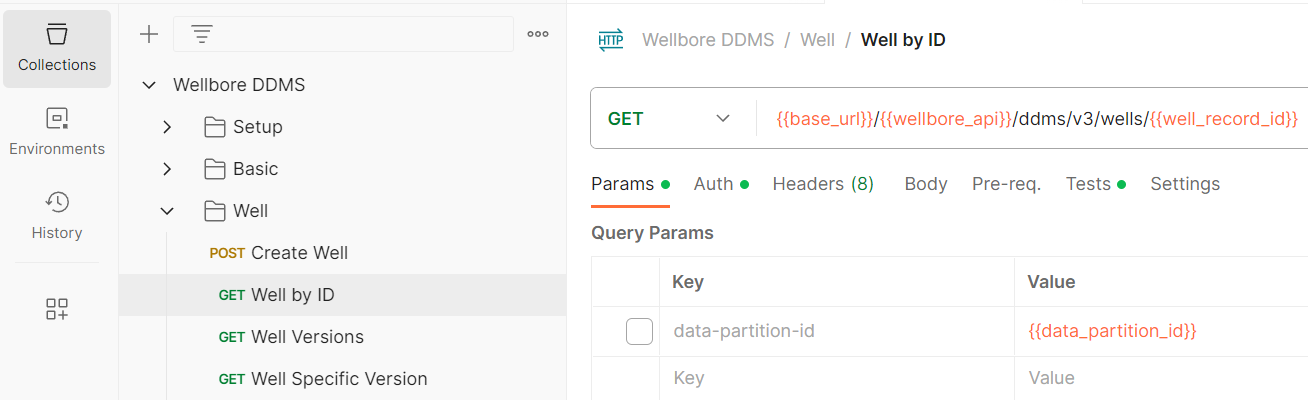 Collections
Environments
History
Wellbore DDMS
Setup
Basic
Well
POST Create Well
GET Well by ID
GET Well Versions
GET Well Specific Version
HTTP Wellbore DDMS / Well / Well by ID
GET {{base_url}}/{{wellbore_api}}/ddms/v3/wells/{{well_record_id}}
Params Auth Headers (8) Body Pre-req. Tests Settings
Query Params
Key Value
data-partition-id {{data_partition_id}}
Key Value